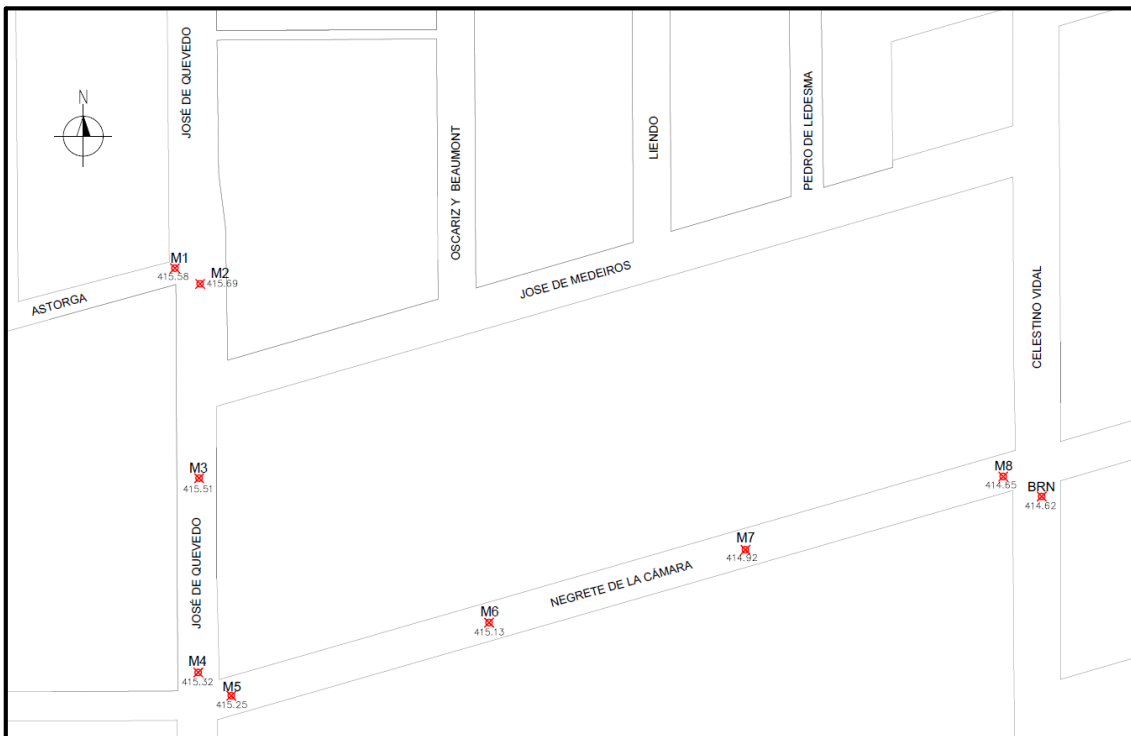 N
JOSÉ DE QUEVEDO
OSCARIZ Y BEAUMONT
LIENDO
PEDRO DE LEDESMA
M1
415.58
M2
415.69
ASTORGA
JOSE DE MEDEIROS
CELESTINO VIDAL
M3
415.51
M8
414.65
BRN
414.62
JOSÉ DE QUEVEDO
M7
414.92
NEGRETE DE LA CÁMARA
M6
415.13
M4
415.32
M5
415.25